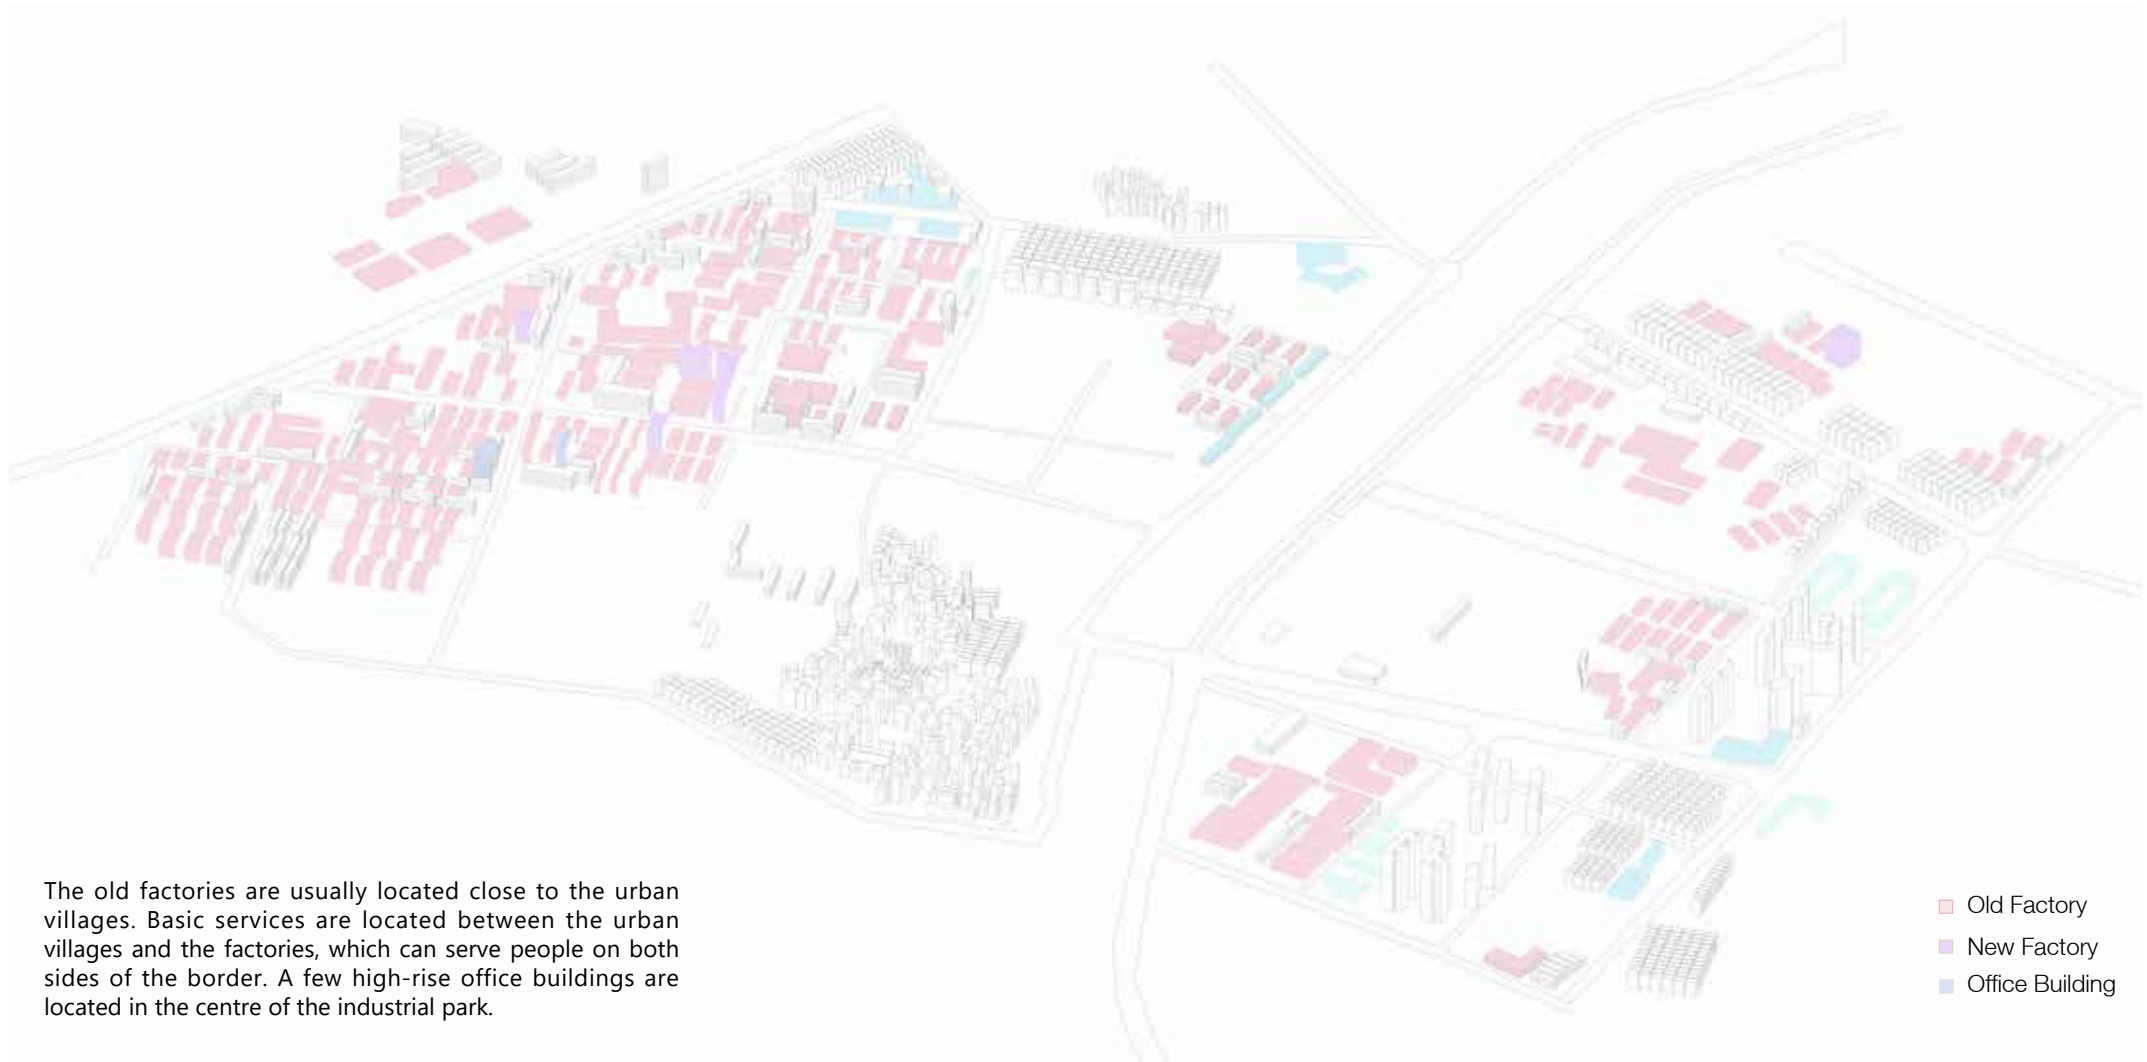 The old factories are usually located close to the urban
villages. Basic services are located between the urban
villages and the factories, which can serve people on both
sides of the border. A few high-rise office buildings are
located in the centre of the industrial park.
Old Factory
New Factory
Office Building